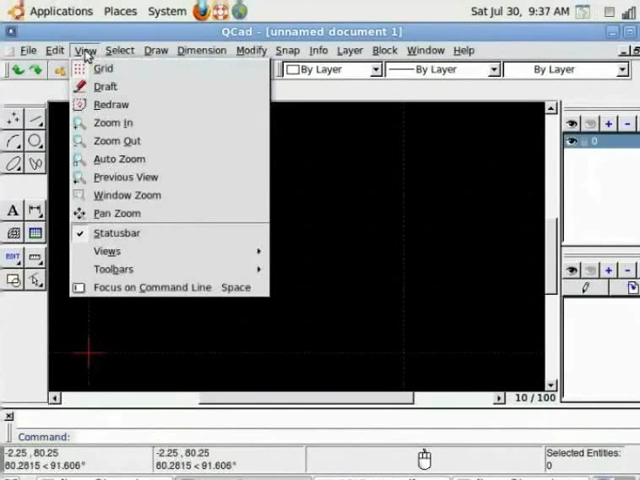 Applications Places System Sat Jul 30, 9:37 AM
QCad - [unnamed document 1]
File Edit View Select Draw Dimension Modify Snap Info Layer Block Window Help
By Layer By Layer By Layer
Grid
Draft
Redraw
Zoom In
Zoom Out
Auto Zoom
Previous View
Window Zoom
Pan Zoom
Statusbar
Views
Toolbars
Focus on Command Line Space
0
A
EDIT
10 / 100
Command:
-2.25 , 80.25 -2.25 , 80.25 Selected Entities:
80.2815 < 91.606° 80.2815 < 91.606° 0